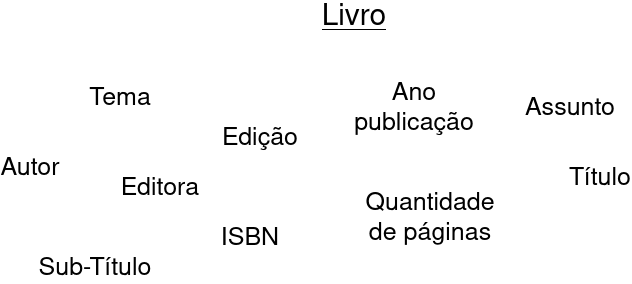 Livro
Tema
Ano
publicação
Assunto
Edição
Autor
Editora
Título
Quantidade
de páginas
ISBN
Sub-Título